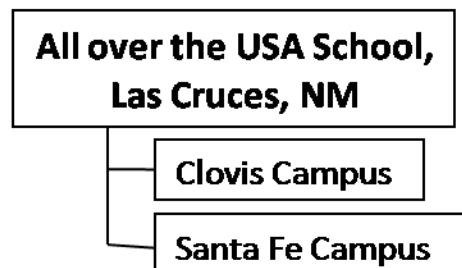 All over the USA School,
Las Cruces, NM
Clovis Campus
Santa Fe Campus